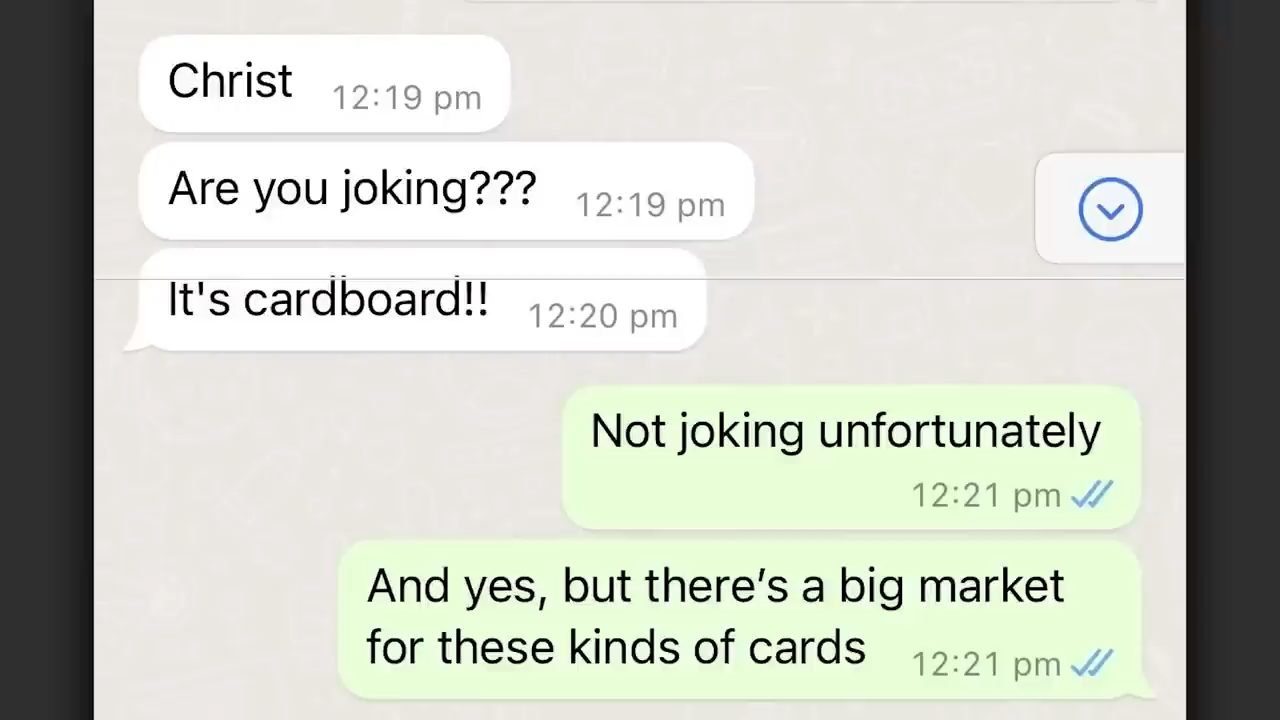 Christ 12:19 pm
Are you joking??? 12:19 pm
It's cardboard!! 12:20 pm
Not joking unfortunately
12:21 pm
And yes, but there’s a big market
for these kinds of cards 12:21 pm